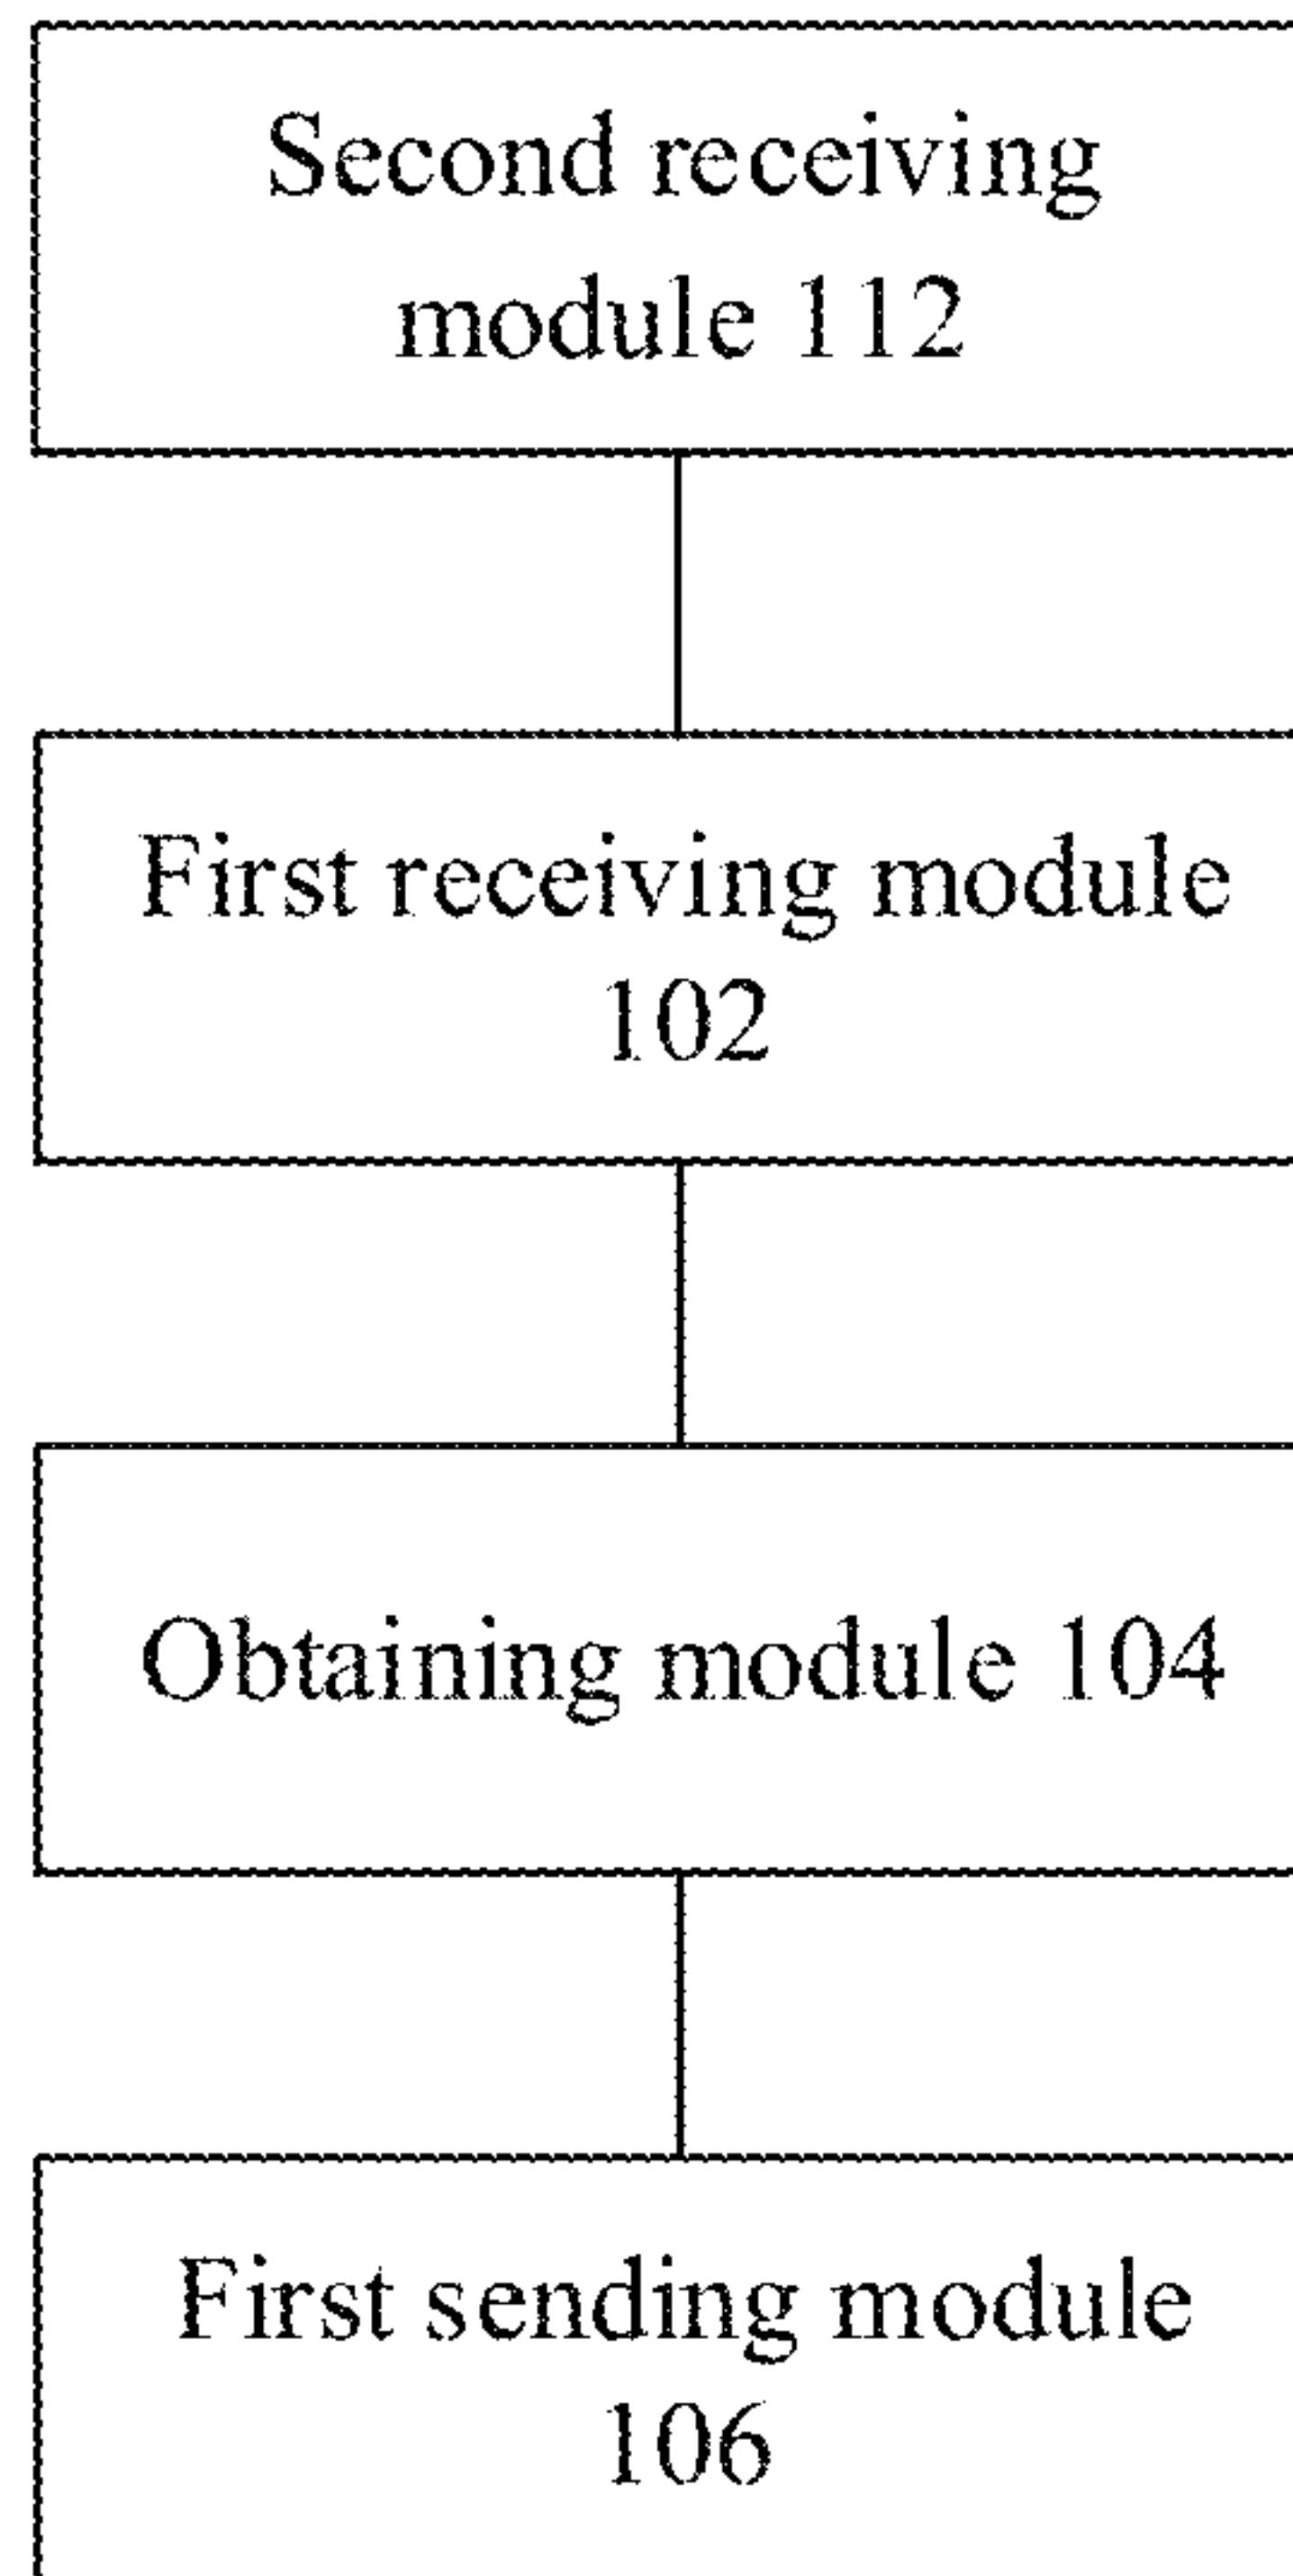 Second receiving
module 112
First receiving module
102
Obtaining module 104
First sending module
106